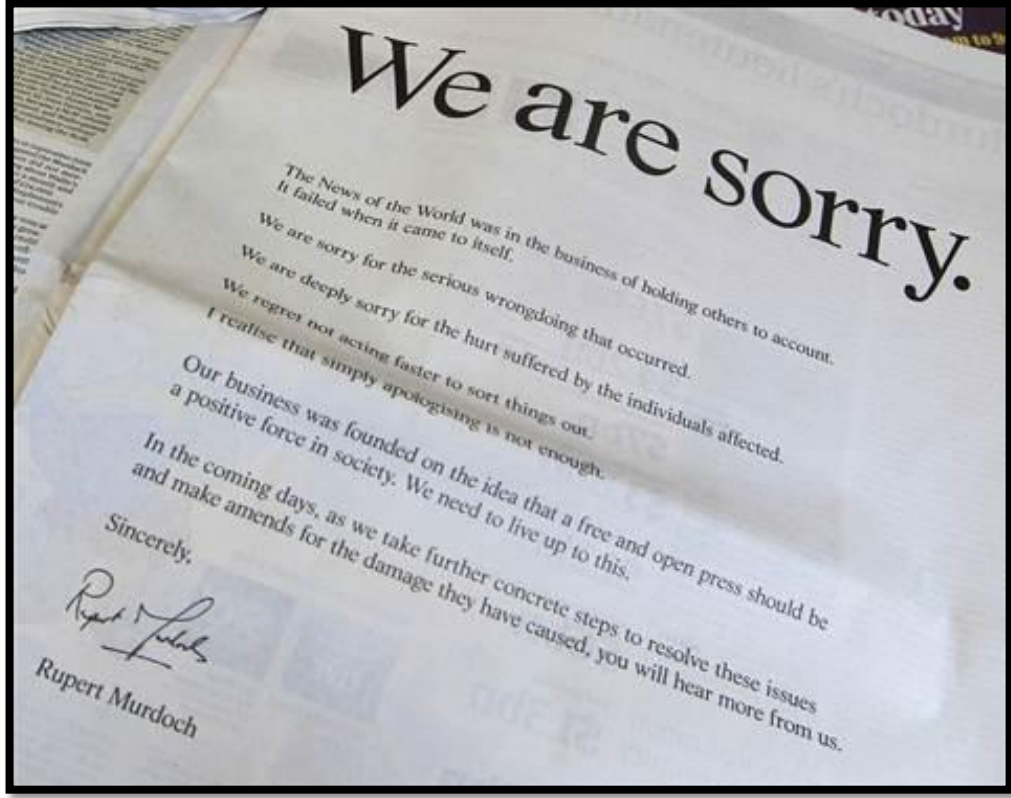 today
We are sorry.
The News of the World was in the business of holding others to account.
It failed when it came to itself.
We are sorry for the serious wrongdoing that occurred.
We are deeply sorry for the hurt suffered by the individuals affected.
We regret not acting faster to sort things out.
I realise that simply apologising is not enough.
Our business was founded on the idea that a free and open press should be
a positive force in society. We need to live up to this.
In the coming days, as we take further concrete steps to resolve these issues
and make amends for the damage they have caused, you will hear more from us.
Sincerely,
Rupert Murdoch
Rupert Murdoch